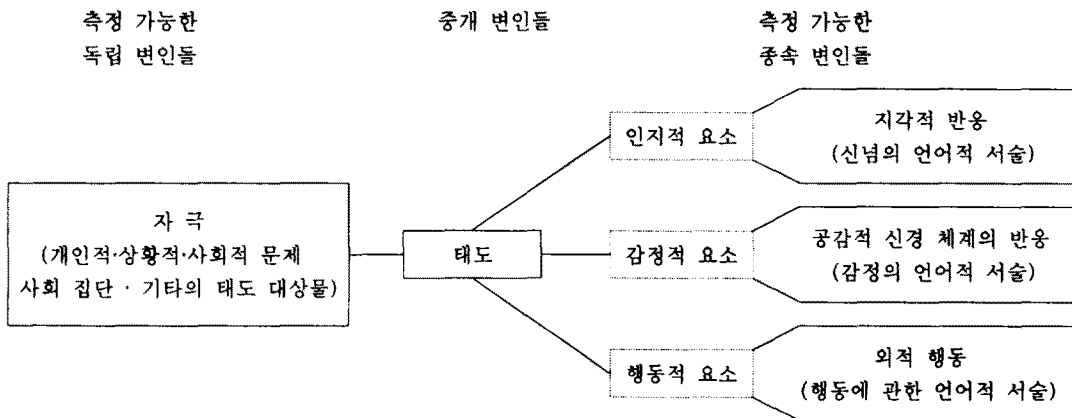 측정 가능한
독립 변인들
중개 변인들
측정 가능한
종속 변인들
인지적 요소
지각적 반응
(신념의 언어적 서술)
자 극
(개인적·상황적·사회적 문제
사회 집단 · 기타의 태도 대상물)
태도
감정적 요소
공감적 신경 체계의 반응
(감정의 언어적 서술)
행동적 요소
외적 행동
(행동에 관한 언어적 서술)